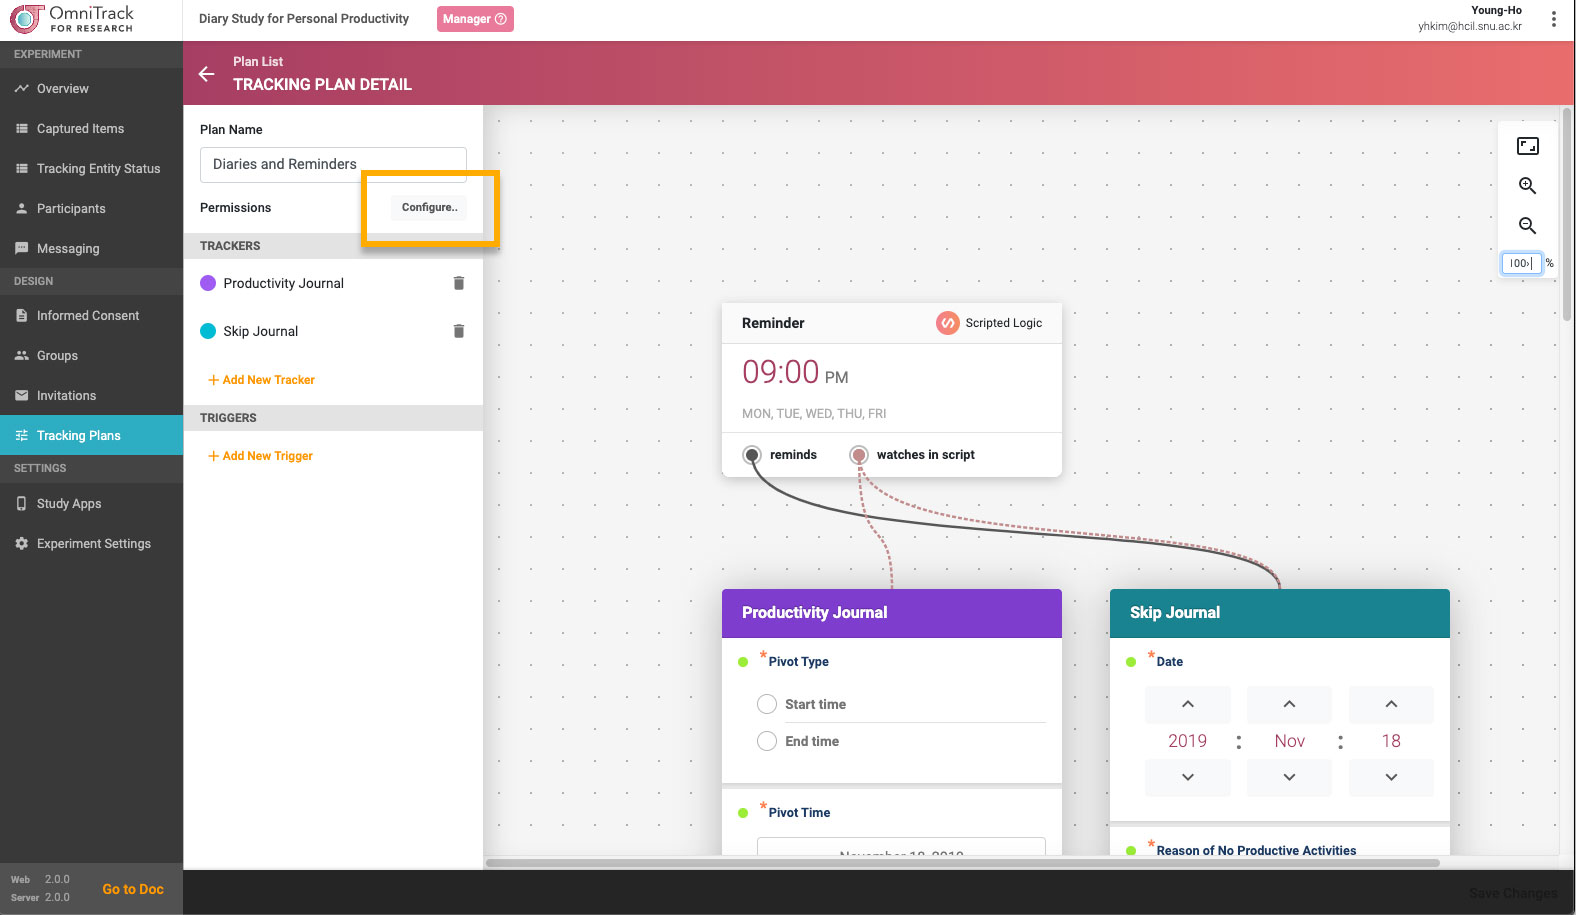 OmniTrack
FOR RESEARCH
Diary Study for Personal Productivity
Manager
Young-Ho
yhkim@hcil.snu.ac.kr
EXPERIMENT
Overview
Captured Items
Tracking Entity Status
Participants
Messaging
DESIGN
Informed Consent
Groups
Invitations
Tracking Plans
SETTINGS
Study Apps
Experiment Settings
Web 2.0.0
Server 2.0.0
Go to Doc
Plan List
TRACKING PLAN DETAIL
Plan Name
Diaries and Reminders
Permissions
Configure..
TRACKERS
Productivity Journal
Skip Journal
+ Add New Tracker
TRIGGERS
+ Add New Trigger
100 %
Reminder
Scripted Logic
09:00 PM
MON, TUE, WED, THU, FRI
reminds
watches in script
Productivity Journal
* Pivot Type
Start time
End time
* Pivot Time
Skip Journal
* Date
2019 : Nov : 18
* Reason of No Productive Activities
Save Changes